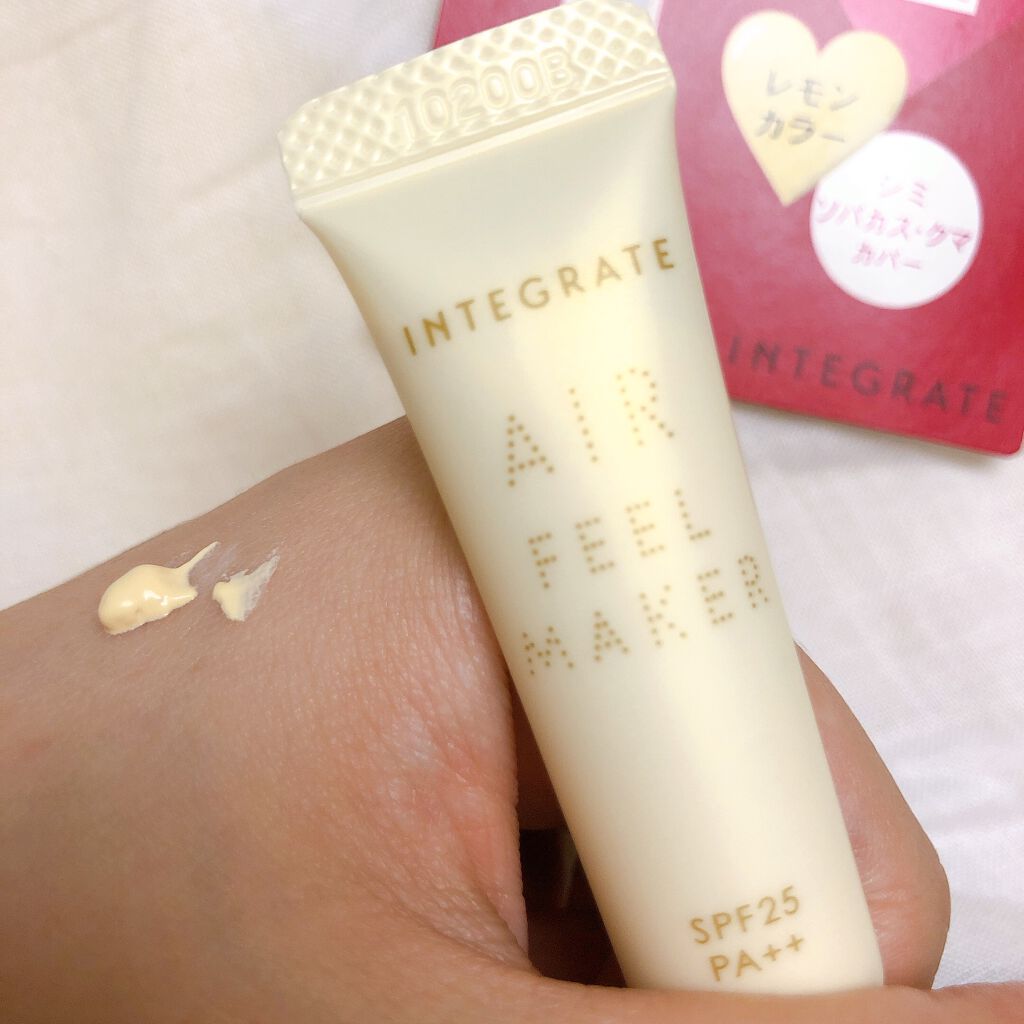 10200B
INTEGRATE
AIR
FEEL
MAKER
SPF25
PA++
レモン
カラー
シミ
ソバカス・クマ
カバー
INTEGRATE